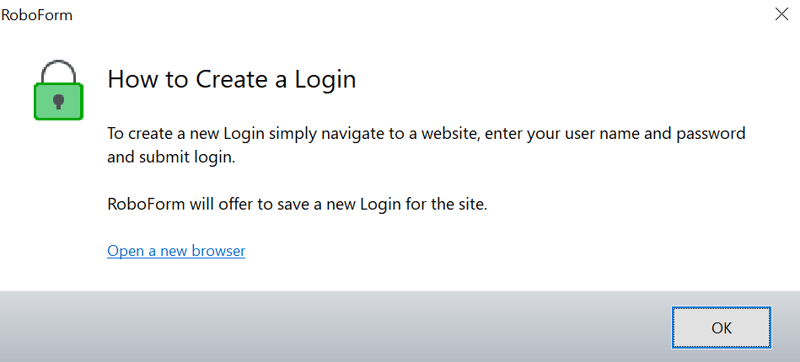 RoboForm
How to Create a Login
To create a new Login simply navigate to a website, enter your user name and password
and submit login.
RoboForm will offer to save a new Login for the site.
Open a new browser
OK